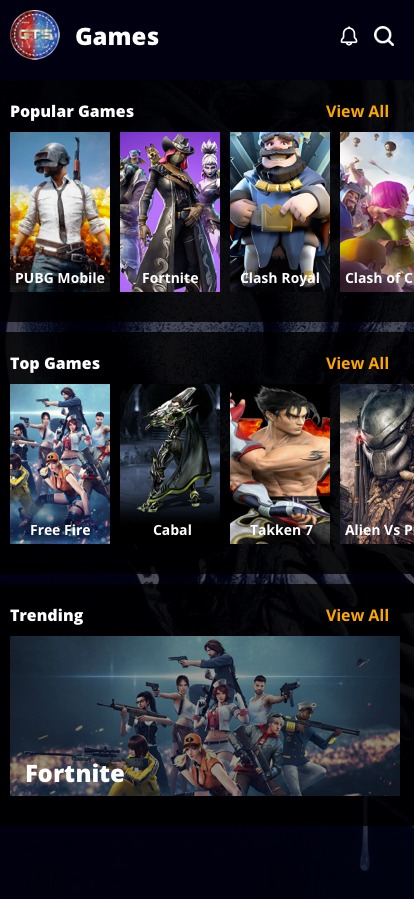 GTS
Games
Popular Games
View All
PUBG Mobile
Fortnite
Clash Royal
Clash of C
Top Games
View All
Free Fire
Cabal
Takken 7
Alien Vs P
Trending
View All
Fortnite